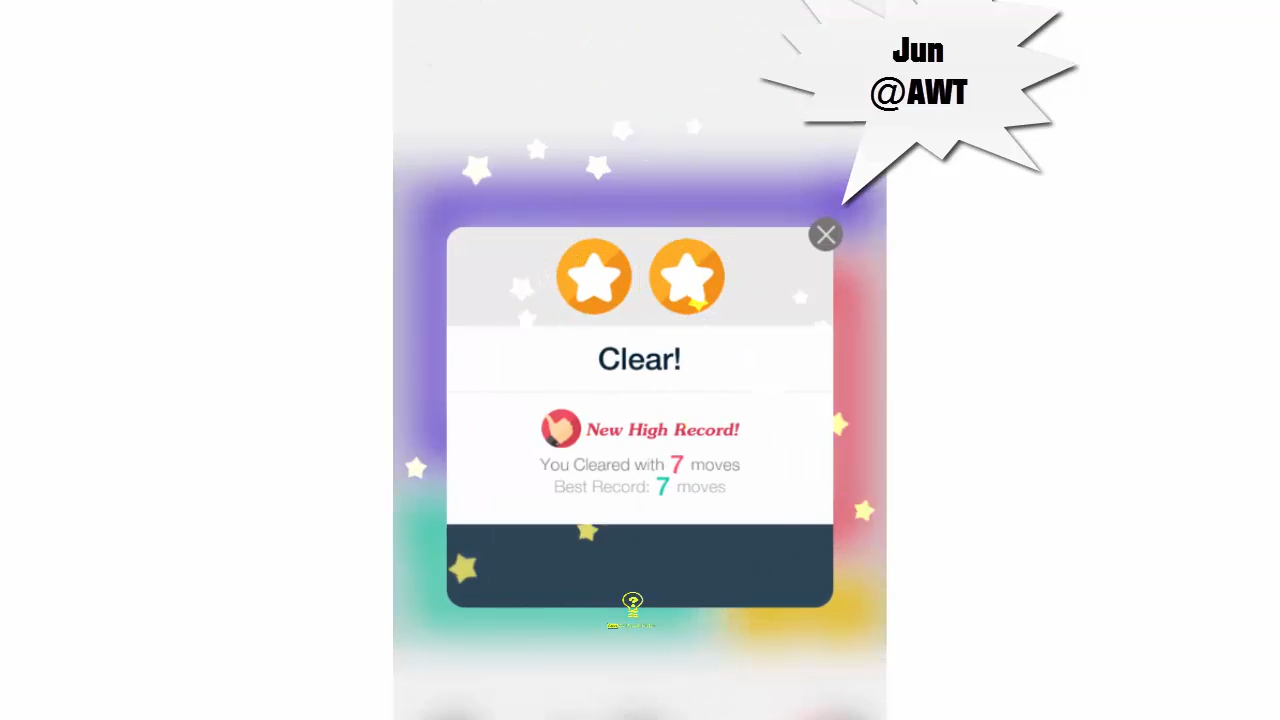 Jun
@AWT
Clear!
New High Record!
You Cleared with 7 moves
Best Record: 7 moves